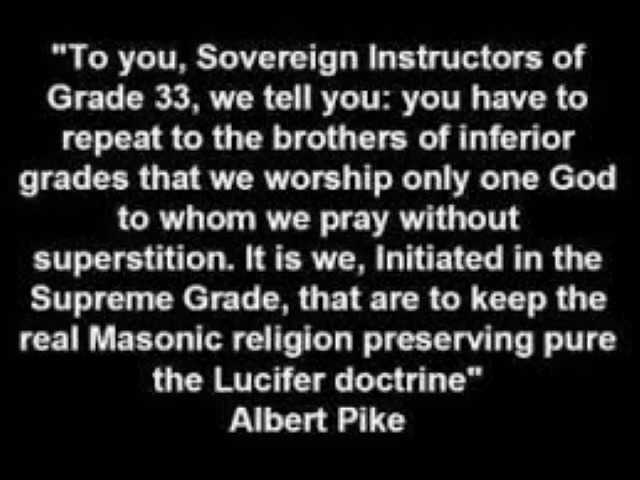 "To you, Sovereign Instructors of
Grade 33, we tell you: you have to
repeat to the brothers of inferior
grades that we worship only one God
to whom we pray without
superstition. It is we, Initiated in the
Supreme Grade, that are to keep the
real Masonic religion preserving pure
the Lucifer doctrine"
Albert Pike